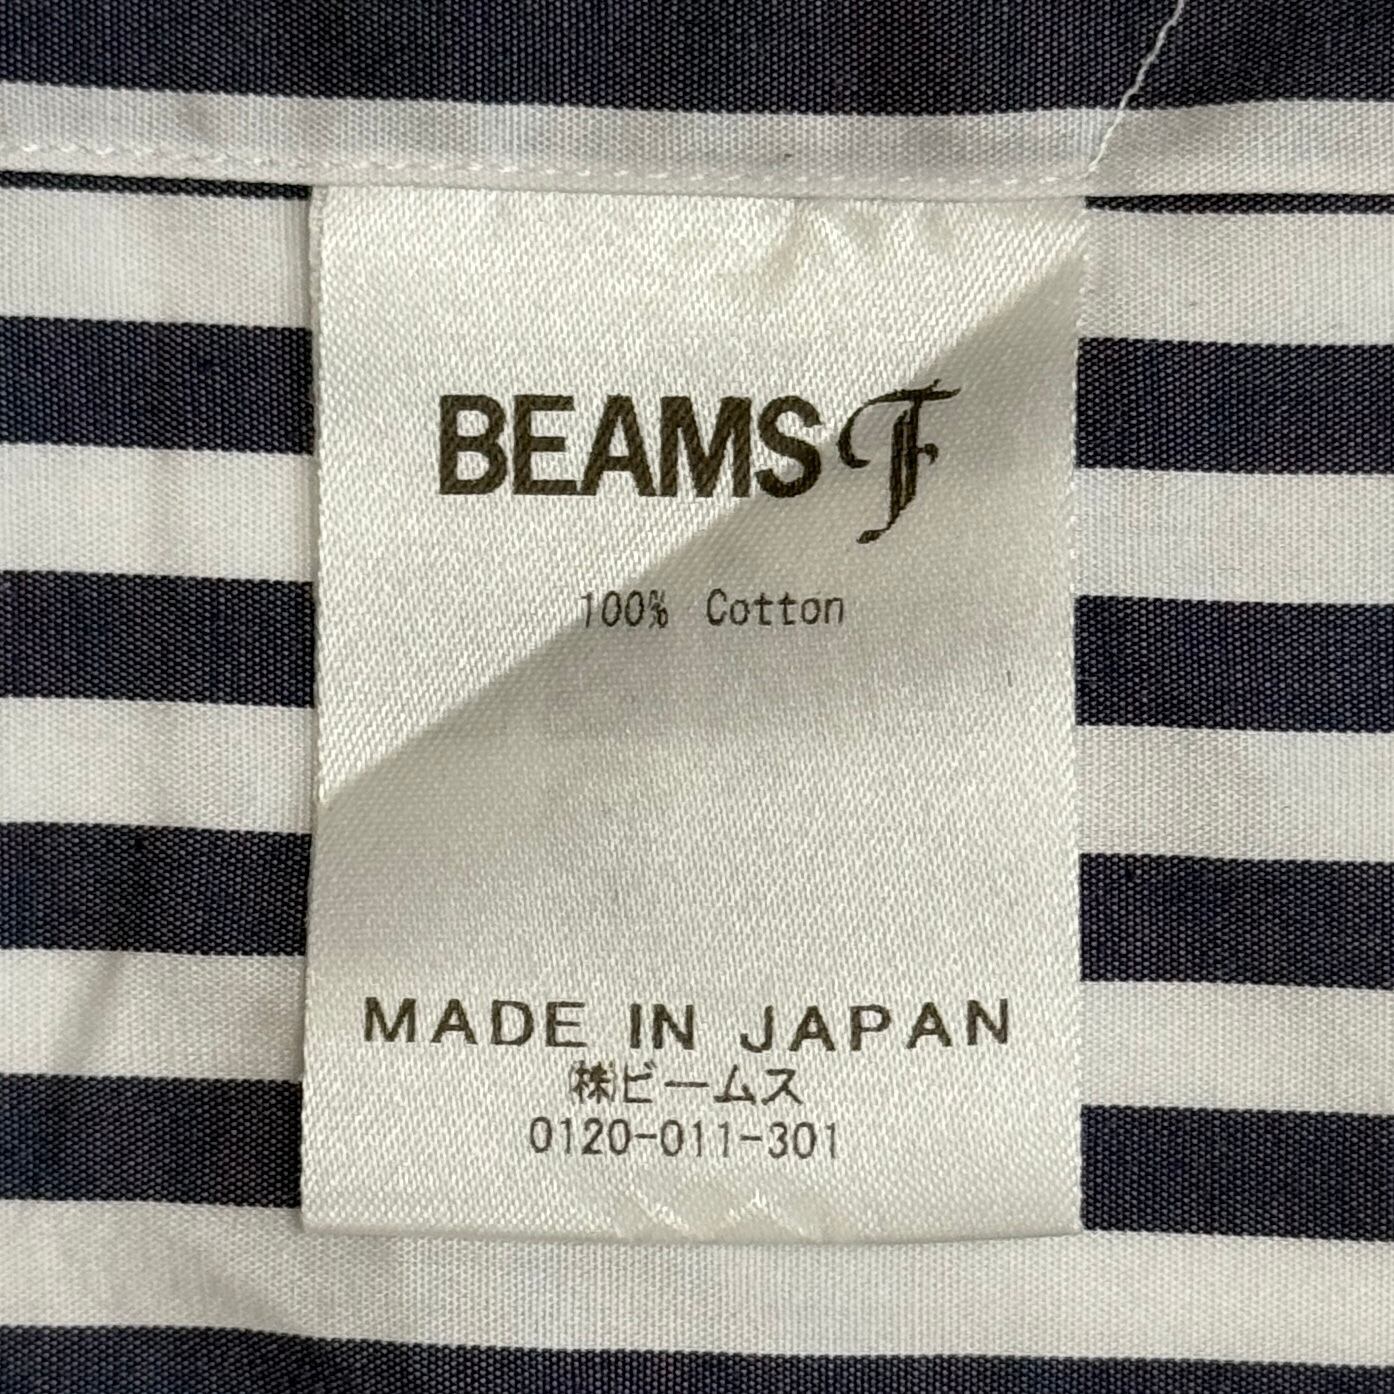 BEAMS F
100% Cotton
MADE IN JAPAN
㈱ビームス
0120-011-301